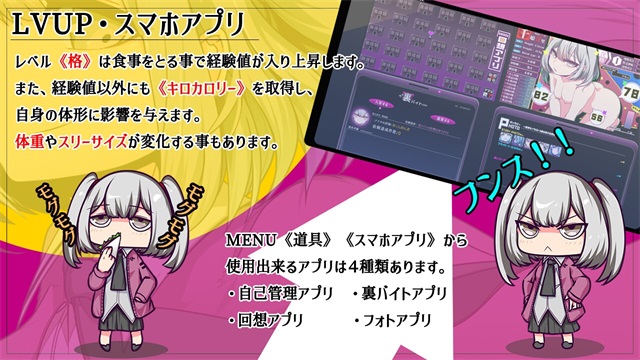 LVUP・スマホアプリ
レベル《格》は食事をとる事で経験値が入り上昇します。
また、経験値以外にも《キロカロリー》を取得し、
自身の体形に影響を与えます。
体重やスリーサイズが変化する事もあります。
82
56
78
フンス！！
モグモグ
モグモグ
MENU《道具》《スマホアプリ》から
使用出来るアプリは４種類あります。
・自己管理アプリ ・裏バイトアプリ
・回想アプリ ・フォトアプリ